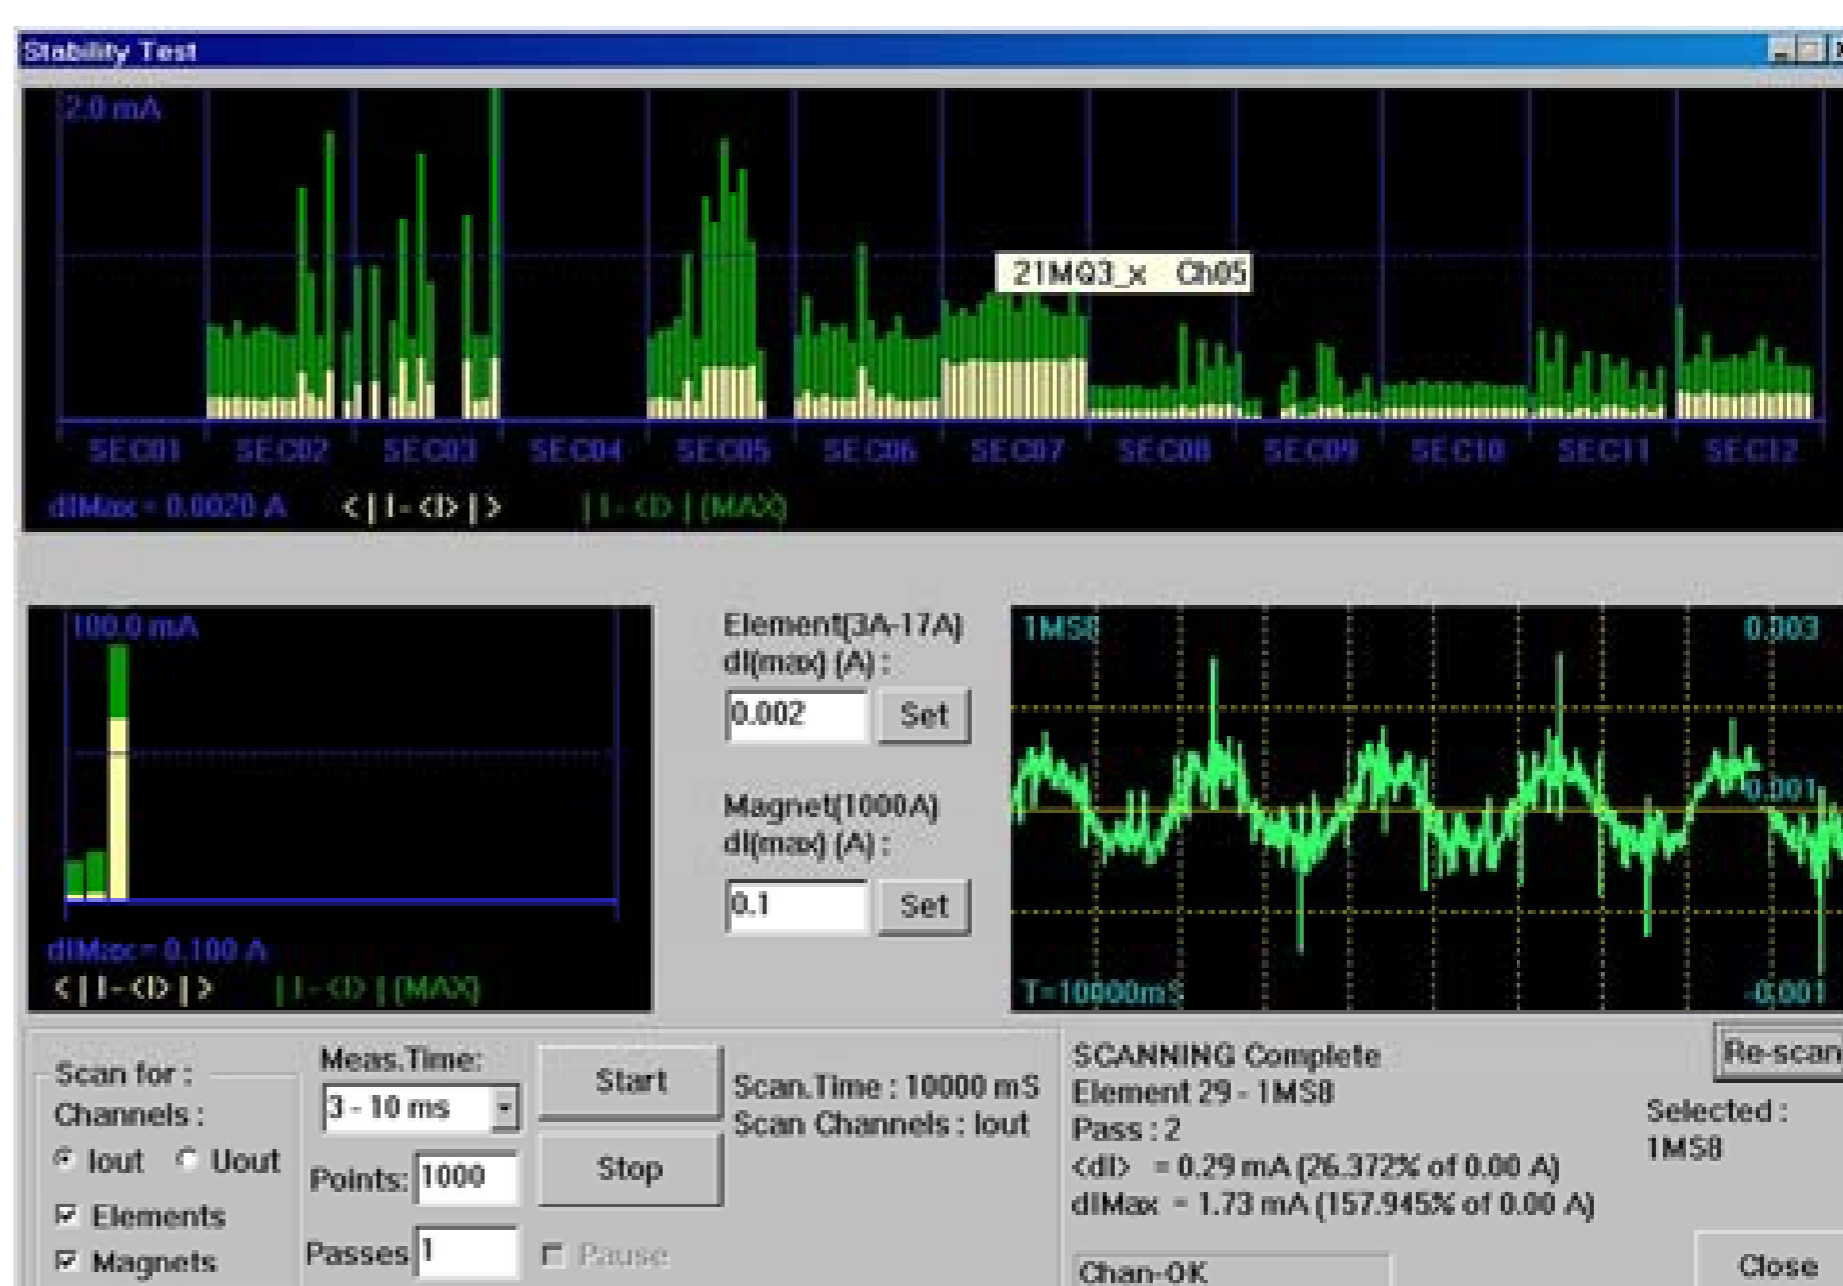 Stability Test
2.0 mA
21MQ3_x Ch05
SEC01 SEC02 SEC03 SEC04 SEC05 SEC06 SEC07 SEC08 SEC09 SEC10 SEC11 SEC12
dIMax = 0.0020 A <| I - <I> | > | I - <I> | (MAX)
100.0 mA
dIMax = 0.100 A
<| I - <I> | > | I - <I> | (MAX)
Element(3A-17A)
dI(max) (A) :
0.002 Set
Magnet(1000A)
dI(max) (A) :
0.1 Set
1MS8 0.003
0.001
T=10000mS -0.001
Scan for :
Channels :
Iout Uout
Elements
Magnets
Meas.Time:
3 - 10 ms
Points: 1000
Passes 1
Start
Stop
Pause
Scan.Time : 10000 mS
Scan Channels : Iout
SCANNING Complete
Element 29 - 1MS8
Pass : 2
<dI> = 0.29 mA (26.372% of 0.00 A)
dIMax = 1.73 mA (157.945% of 0.00 A)
Chan-OK
Re-scan
Selected :
1MS8
Close